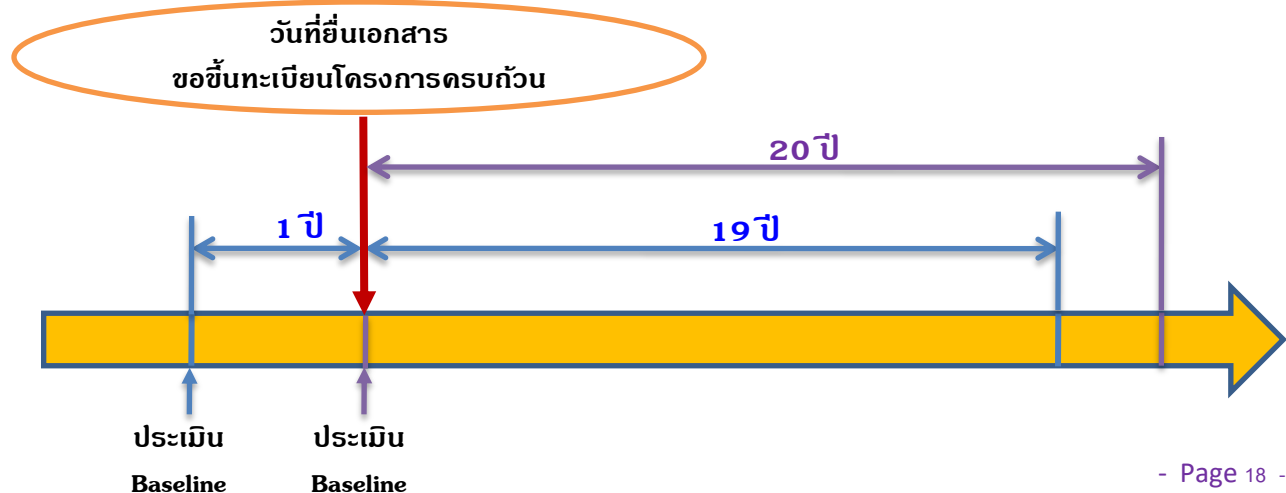 วันที่ยื่นเอกสาร
ขอขึ้นทะเบียนโครงการครบถ้วน
20 ปี
1 ปี
19 ปี
ประเมิน
Baseline
ประเมิน
Baseline
- Page 18 -